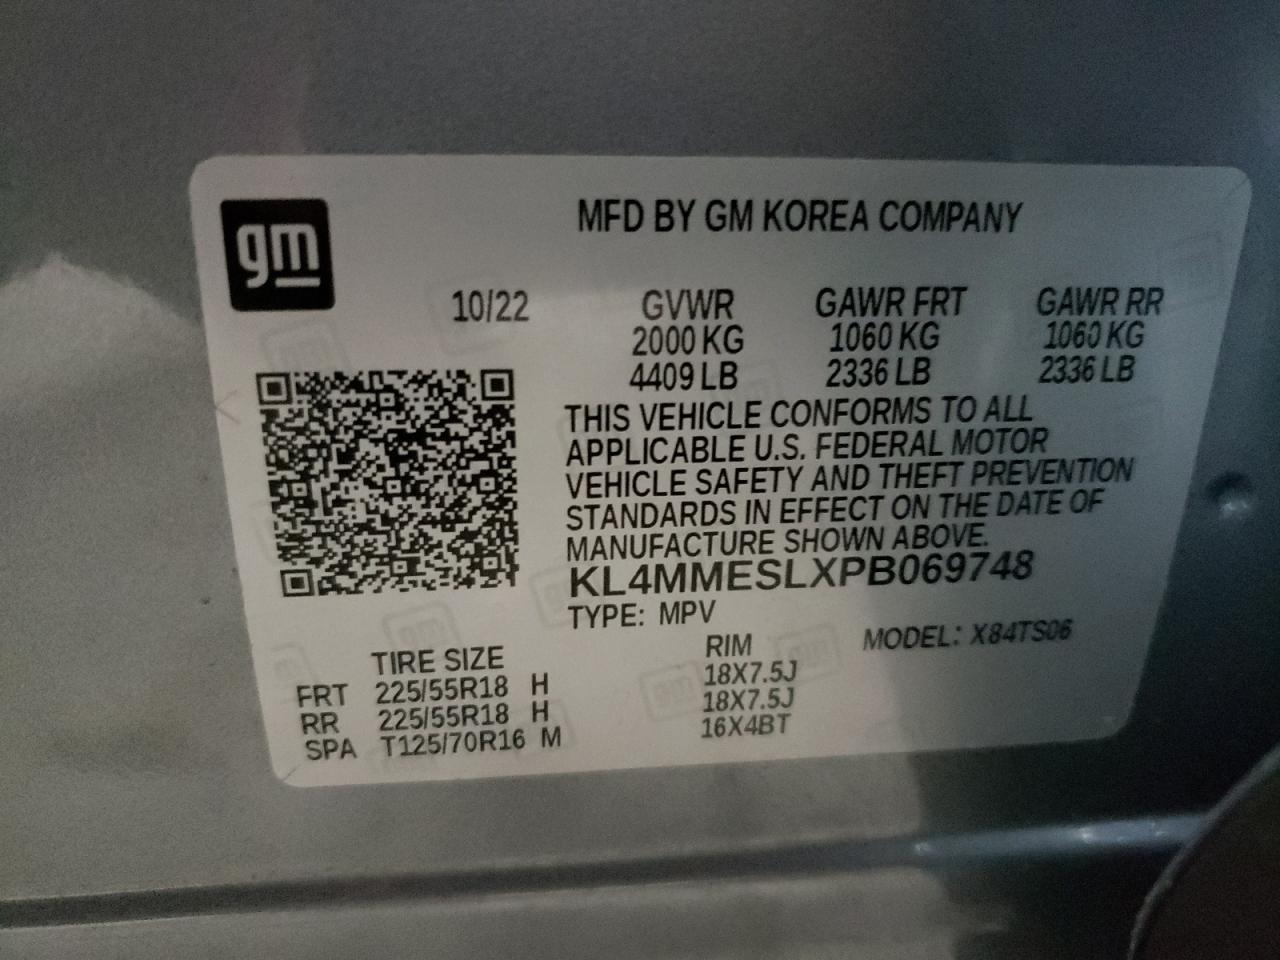 gm
MFD BY GM KOREA COMPANY
10/22 GVWR GAWR FRT GAWR RR
2000 KG 1060 KG 1060 KG
4409 LB 2336 LB 2336 LB
THIS VEHICLE CONFORMS TO ALL
APPLICABLE U.S. FEDERAL MOTOR
VEHICLE SAFETY AND THEFT PREVENTION
STANDARDS IN EFFECT ON THE DATE OF
MANUFACTURE SHOWN ABOVE.
KL4MMESLXPB069748
TYPE: MPV
MODEL: X84TS06
TIRE SIZE RIM
FRT 225/55R18 H 18X7.5J
RR 225/55R18 H 18X7.5J
SPA T125/70R16 M 16X4BT